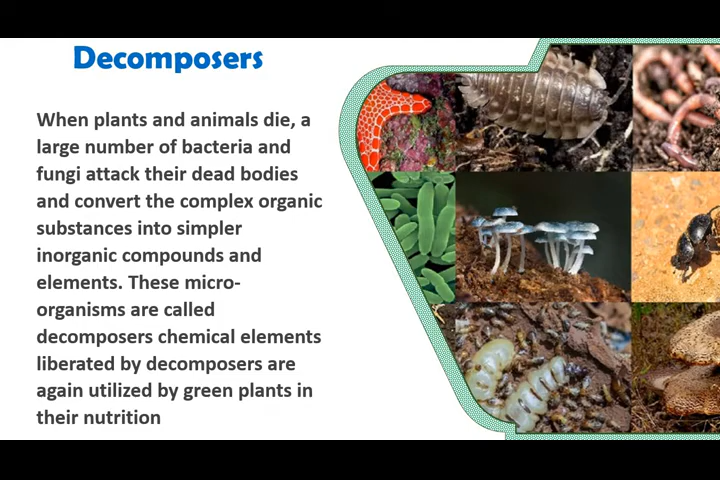 Decomposers
When plants and animals die, a
large number of bacteria and
fungi attack their dead bodies
and convert the complex organic
substances into simpler
inorganic compounds and
elements. These micro-
organisms are called
decomposers chemical elements
liberated by decomposers are
again utilized by green plants in
their nutrition